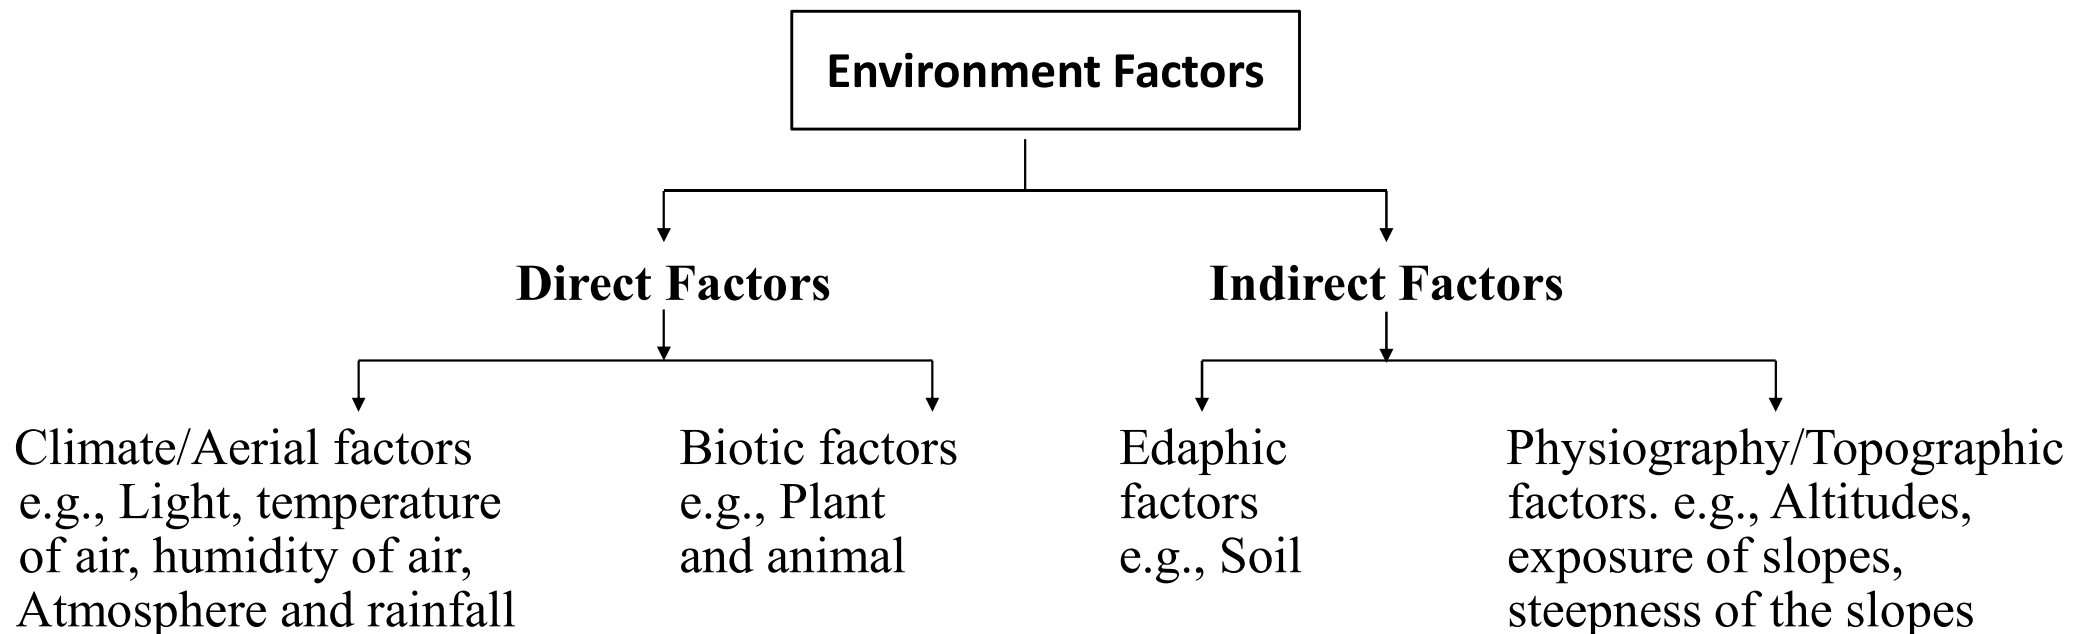 Environment Factors
Direct Factors
Indirect Factors
Climate/Aerial factors
e.g., Light, temperature
of air, humidity of air,
Atmosphere and rainfall
Biotic factors
e.g., Plant
and animal
Edaphic
factors
e.g., Soil
Physiography/Topographic
factors. e.g., Altitudes,
exposure of slopes,
steepness of the slopes